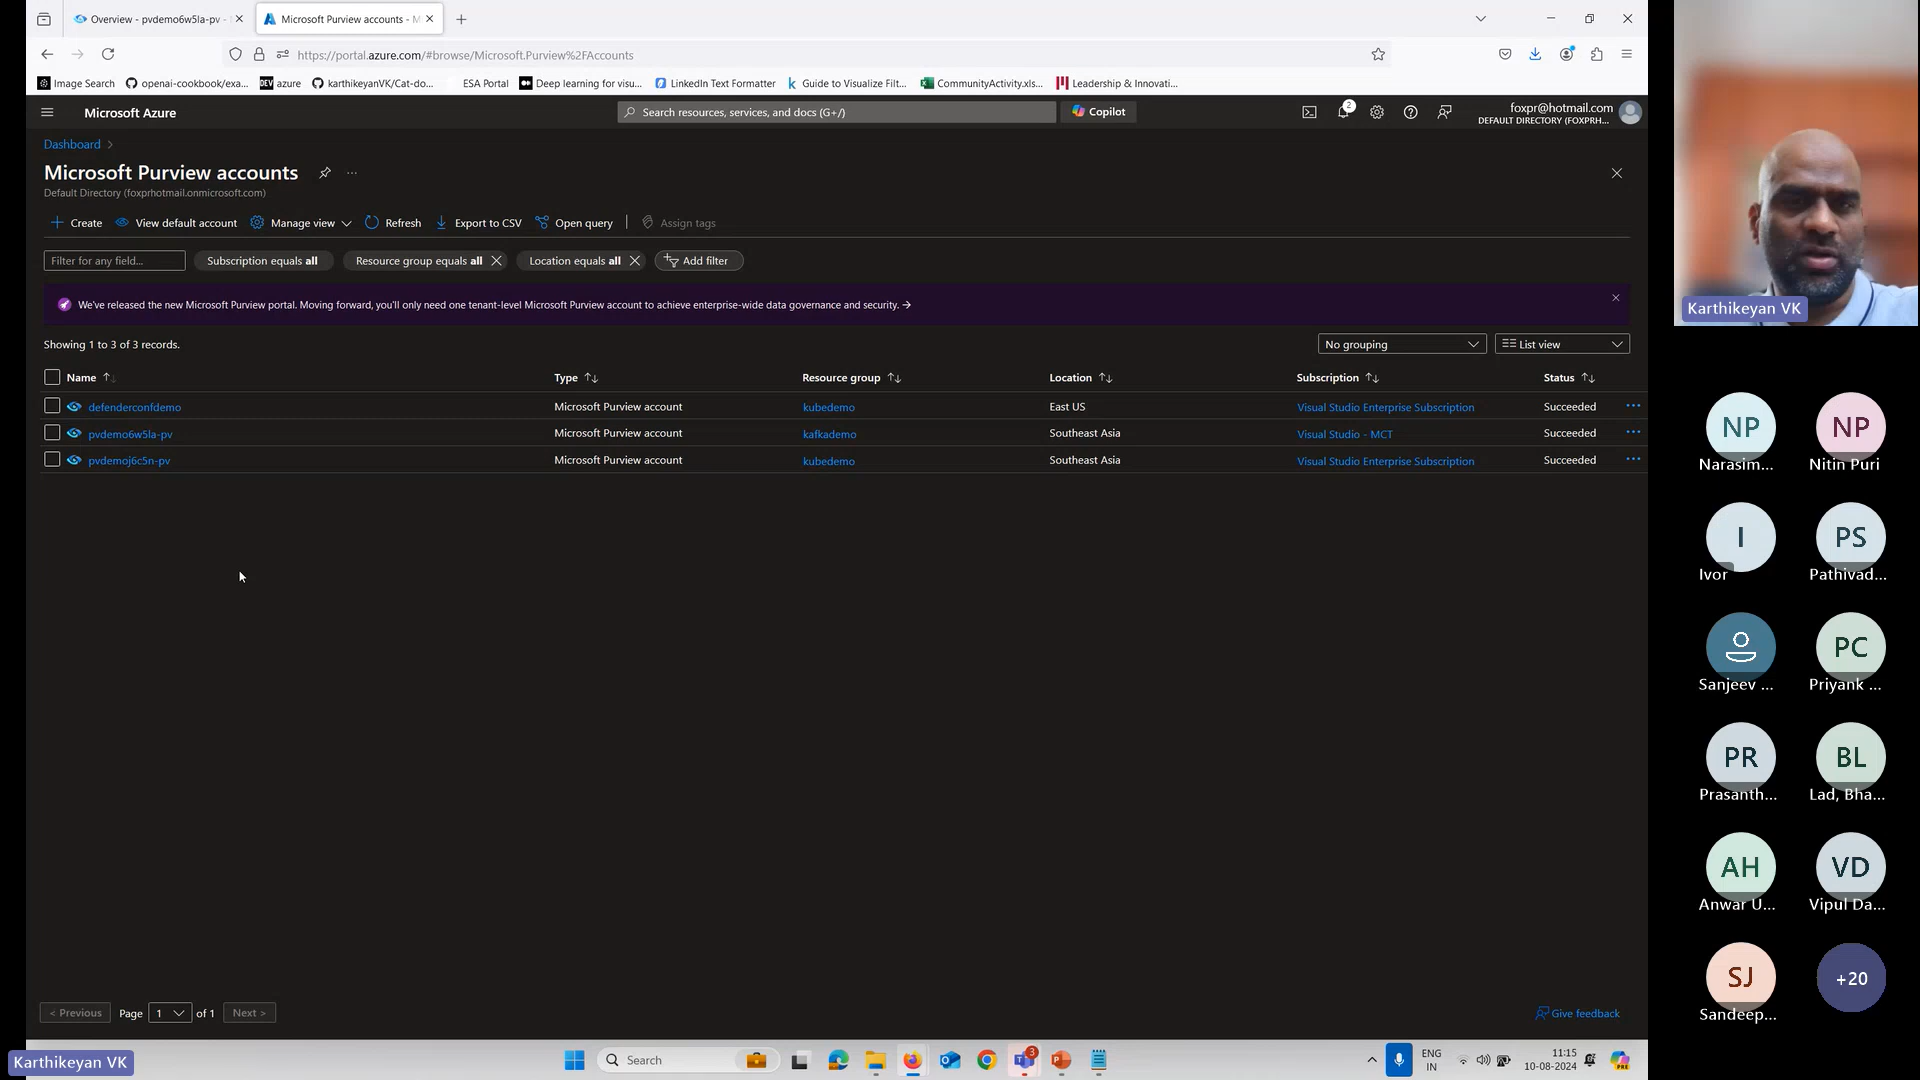 Overview - pvdemo6w5la-pv -
Microsoft Purview accounts - M
https://portal.azure.com/#browse/Microsoft.Purview%2FAccounts
Image Search
openai-cookbook/exa...
DEV azure
karthikeyanVK/Cat-do...
ESA Portal
Deep learning for visu...
LinkedIn Text Formatter
Guide to Visualize Filt...
CommunityActivity.xls...
Leadership & Innovati...
Microsoft Azure
Search resources, services, and docs (G+/)
Copilot
2
foxpr@hotmail.com
DEFAULT DIRECTORY (FOXPRH...
Dashboard
Microsoft Purview accounts
Default Directory (foxprhotmail.onmicrosoft.com)
Create
View default account
Manage view
Refresh
Export to CSV
Open query
Assign tags
Filter for any field...
Subscription equals all
Resource group equals all
Location equals all
Add filter
We've released the new Microsoft Purview portal. Moving forward, you'll only need one tenant-level Microsoft Purview account to achieve enterprise-wide data governance and security.
Showing 1 to 3 of 3 records.
No grouping
List view
Name Type Resource group Location Subscription Status
defenderconfdemo Microsoft Purview account kubedemo East US Visual Studio Enterprise Subscription Succeeded
pvdemo6w5la-pv Microsoft Purview account kafkademo Southeast Asia Visual Studio - MCT Succeeded
pvdemoj6c5n-pv Microsoft Purview account kubedemo Southeast Asia Visual Studio Enterprise Subscription Succeeded
< Previous Page 1 of 1 Next >
Give feedback
Karthikeyan VK
Search
3
ENG
IN
11:15
10-08-2024
PRE
Karthikeyan VK
NP
Narasim...
NP
Nitin Puri
I
Ivor
PS
Pathivad...
Sanjeev ...
PC
Priyank ...
PR
Prasanth...
BL
Lad, Bha...
AH
Anwar U...
VD
Vipul Da...
SJ
Sandeep...
+20